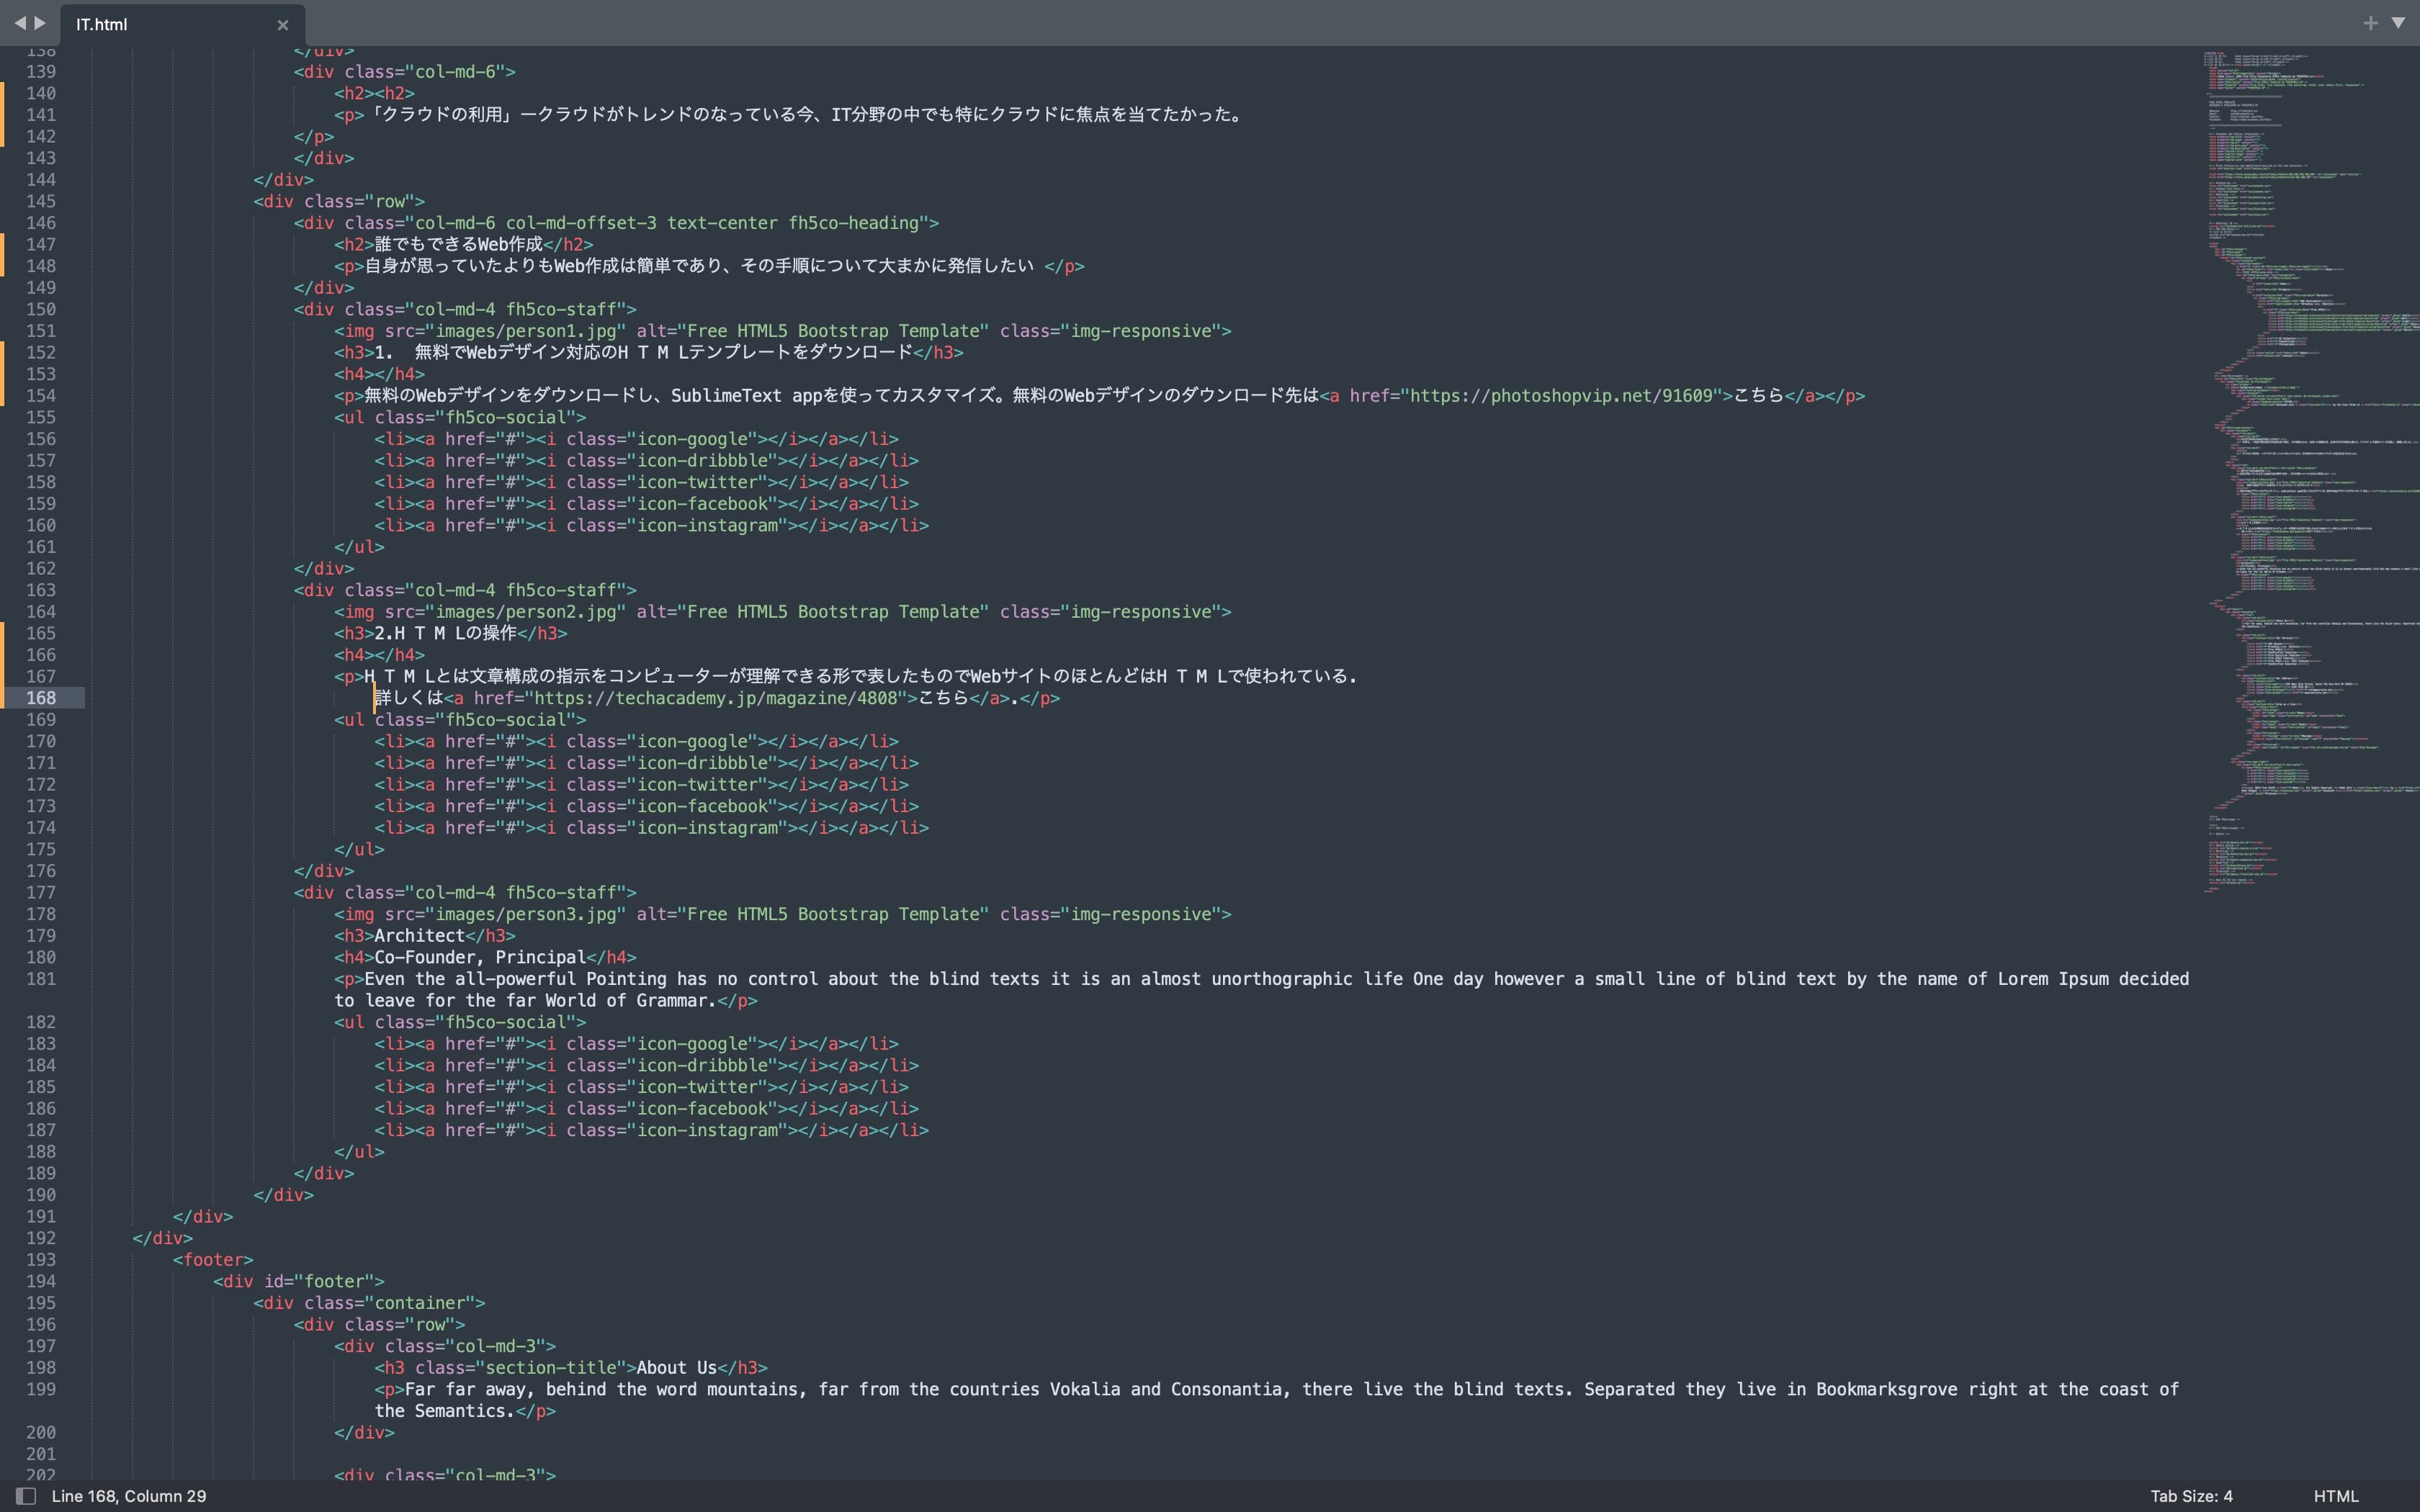 IT.html
138 </div>
139 <div class="col-md-6">
140 <h2><h2>
141 <p>「クラウドの利用」ークラウドがトレンドのなっている今、IT分野の中でも特にクラウドに焦点を当てたかった。
142 </p>
143 </div>
144 </div>
145 <div class="row">
146 <div class="col-md-6 col-md-offset-3 text-center fh5co-heading">
147 <h2>誰でもできるWeb作成</h2>
148 <p>自身が思っていたよりもWeb作成は簡単であり、その手順について大まかに発信したい </p>
149 </div>
150 <div class="col-md-4 fh5co-staff">
151 <img src="images/person1.jpg" alt="Free HTML5 Bootstrap Template" class="img-responsive">
152 <h3>1.　無料でWebデザイン対応のH T M Lテンプレートをダウンロード</h3>
153 <h4></h4>
154 <p>無料のWebデザインをダウンロードし、SublimeText appを使ってカスタマイズ。無料のWebデザインのダウンロード先は<a href="https://photoshopvip.net/91609">こちら</a></p>
155 <ul class="fh5co-social">
156 <li><a href="#"><i class="icon-google"></i></a></li>
157 <li><a href="#"><i class="icon-dribbble"></i></a></li>
158 <li><a href="#"><i class="icon-twitter"></i></a></li>
159 <li><a href="#"><i class="icon-facebook"></i></a></li>
160 <li><a href="#"><i class="icon-instagram"></i></a></li>
161 </ul>
162 </div>
163 <div class="col-md-4 fh5co-staff">
164 <img src="images/person2.jpg" alt="Free HTML5 Bootstrap Template" class="img-responsive">
165 <h3>2.H T M Lの操作</h3>
166 <h4></h4>
167 <p>H T M Lとは文章構成の指示をコンピューターが理解できる形で表したものでWebサイトのほとんどはH T M Lで使われている.
168 詳しくは<a href="https://techacademy.jp/magazine/4808">こちら</a>.</p>
169 <ul class="fh5co-social">
170 <li><a href="#"><i class="icon-google"></i></a></li>
171 <li><a href="#"><i class="icon-dribbble"></i></a></li>
172 <li><a href="#"><i class="icon-twitter"></i></a></li>
173 <li><a href="#"><i class="icon-facebook"></i></a></li>
174 <li><a href="#"><i class="icon-instagram"></i></a></li>
175 </ul>
176 </div>
177 <div class="col-md-4 fh5co-staff">
178 <img src="images/person3.jpg" alt="Free HTML5 Bootstrap Template" class="img-responsive">
179 <h3>Architect</h3>
180 <h4>Co-Founder, Principal</h4>
181 <p>Even the all-powerful Pointing has no control about the blind texts it is an almost unorthographic life One day however a small line of blind text by the name of Lorem Ipsum decided
to leave for the far World of Grammar.</p>
182 <ul class="fh5co-social">
183 <li><a href="#"><i class="icon-google"></i></a></li>
184 <li><a href="#"><i class="icon-dribbble"></i></a></li>
185 <li><a href="#"><i class="icon-twitter"></i></a></li>
186 <li><a href="#"><i class="icon-facebook"></i></a></li>
187 <li><a href="#"><i class="icon-instagram"></i></a></li>
188 </ul>
189 </div>
190 </div>
191 </div>
192 </div>
193 <footer>
194 <div id="footer">
195 <div class="container">
196 <div class="row">
197 <div class="col-md-3">
198 <h3 class="section-title">About Us</h3>
199 <p>Far far away, behind the word mountains, far from the countries Vokalia and Consonantia, there live the blind texts. Separated they live in Bookmarksgrove right at the coast of
the Semantics.</p>
200 </div>
201
202 <div class="col-md-3">
Line 168, Column 29
Tab Size: 4
HTML